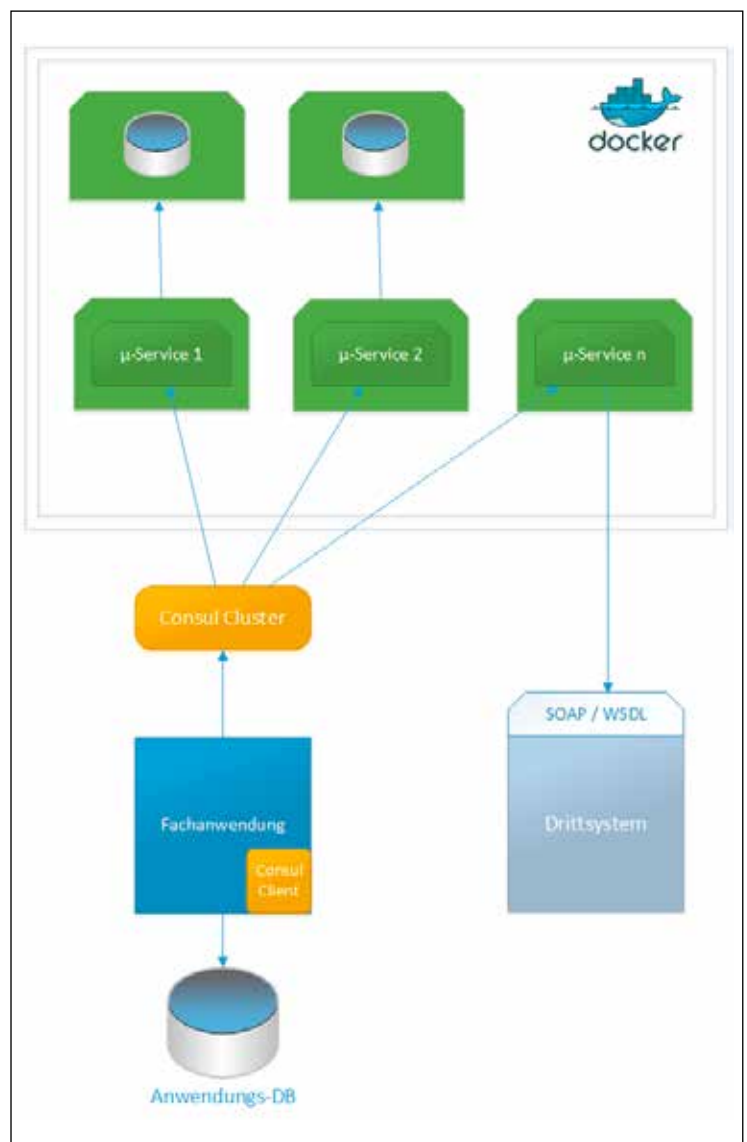 docker
µ-Service 1
µ-Service 2
µ-Service n
Consul Cluster
SOAP / WSDL
Fachanwendung
Consul
Client
Drittsystem
Anwendungs-DB